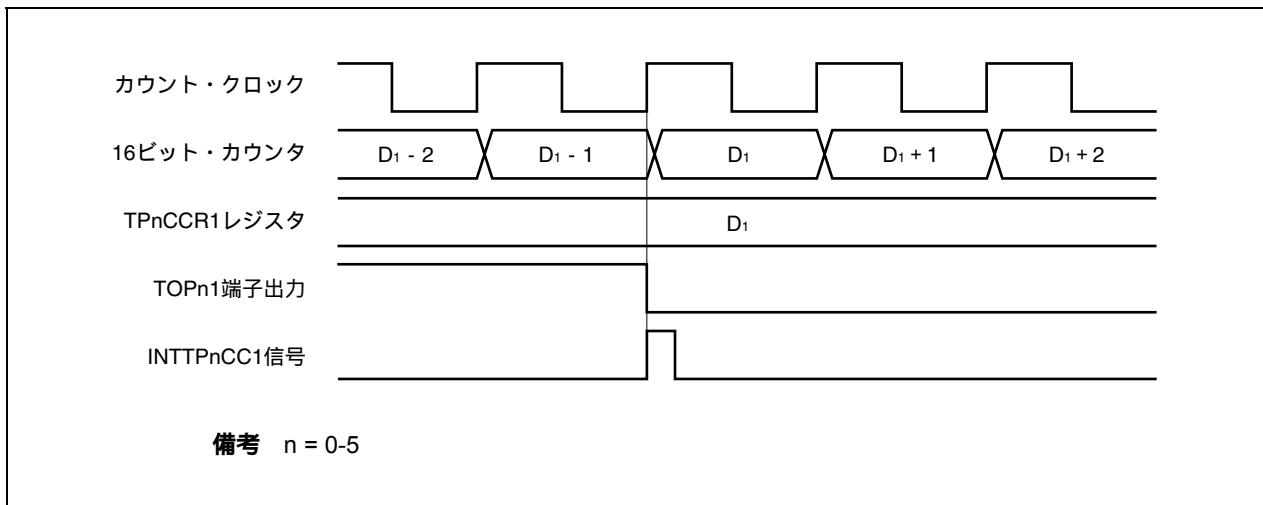 カウント・クロック
16ビット・カウンタ D₁ - 2 D₁ - 1 D₁ D₁ + 1 D₁ + 2
TPnCCR1レジスタ D₁
TOPn1端子出力
INTTPnCC1信号
備考 n = 0-5